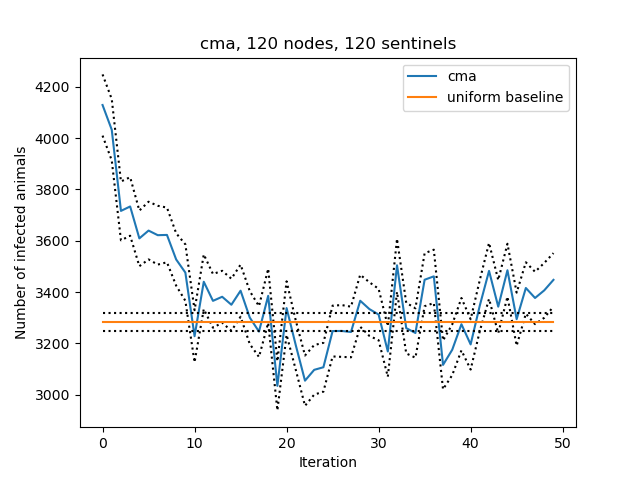 cma, 120 nodes, 120 sentinels
cma
uniform baseline
4200
4000
3800
3600
3400
3200
3000
Number of infected animals
0
10
20
30
40
50
Iteration